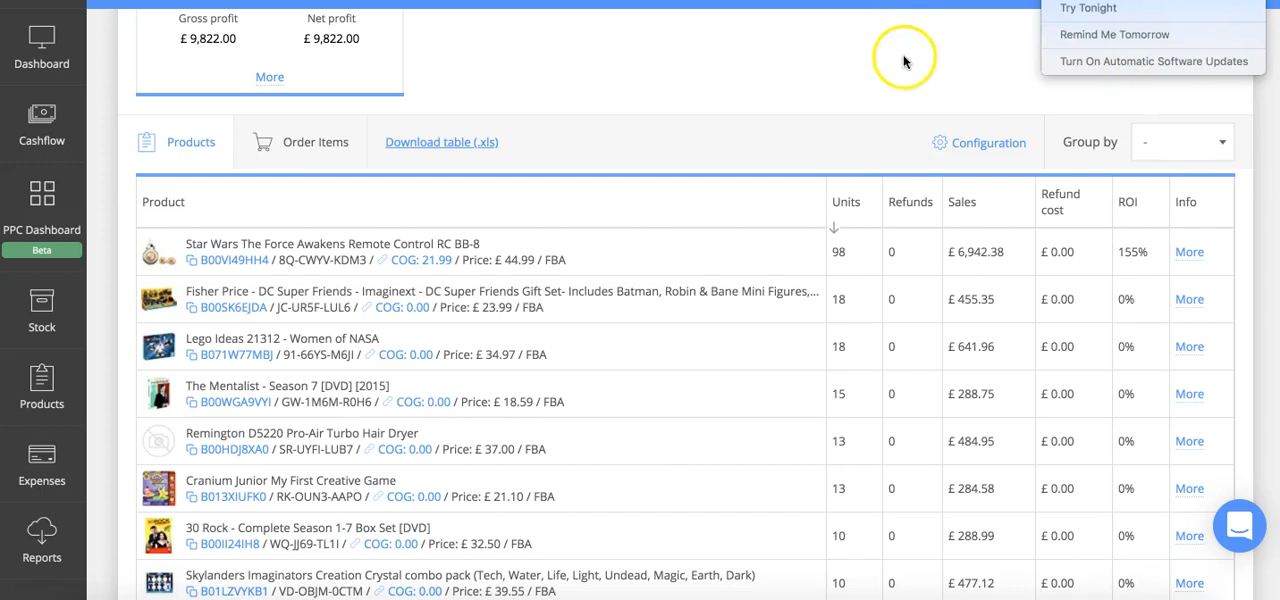 Try Tonight
Remind Me Tomorrow
Turn On Automatic Software Updates
Dashboard
Cashflow
PPC Dashboard
Beta
Stock
Products
Expenses
Reports
Gross profit Net profit
£ 9,822.00 £ 9,822.00
More
Products Order Items Download table (.xls) Configuration Group by -
Product Units Refunds Sales Refund cost ROI Info
Star Wars The Force Awakens Remote Control RC BB-8
B00VI49HH4 / 8Q-CWYV-KDM3 / COG: 21.99 / Price: £ 44.99 / FBA
98 0 £ 6,942.38 £ 0.00 155% More
Fisher Price - DC Super Friends - Imaginext - DC Super Friends Gift Set- Includes Batman, Robin & Bane Mini Figures,...
B005SK6EJDA / JC-UR5F-LUL6 / COG: 0.00 / Price: £ 23.99 / FBA
18 0 £ 455.35 £ 0.00 0% More
Lego Ideas 21312 - Women of NASA
B071W77MBJ / 91-66YS-M6JI / COG: 0.00 / Price: £ 34.97 / FBA
18 0 £ 641.96 £ 0.00 0% More
The Mentalist - Season 7 [DVD] [2015]
B00WGA9VYI / GW-1M6M-R0H6 / COG: 0.00 / Price: £ 18.59 / FBA
15 0 £ 288.75 £ 0.00 0% More
Remington D5220 Pro-Air Turbo Hair Dryer
B00HDJ8XA0 / SR-UYFI-LUB7 / COG: 0.00 / Price: £ 37.00 / FBA
13 0 £ 484.95 £ 0.00 0% More
Cranium Junior My First Creative Game
B013XIUFK0 / RK-OUN3-AAPO / COG: 0.00 / Price: £ 21.10 / FBA
13 0 £ 284.58 £ 0.00 0% More
30 Rock - Complete Season 1-7 Box Set [DVD]
B00II24IH8 / WQ-JJ69-TL1I / COG: 0.00 / Price: £ 32.50 / FBA
10 0 £ 288.99 £ 0.00 0% More
Skylanders Imaginators Creation Crystal combo pack (Tech, Water, Life, Light, Undead, Magic, Earth, Dark)
B01LZVYKB1 / VD-OBJM-0CTM / COG: 0.00 / Price: £ 39.55 / FBA
10 0 £ 477.12 £ 0.00 0% More